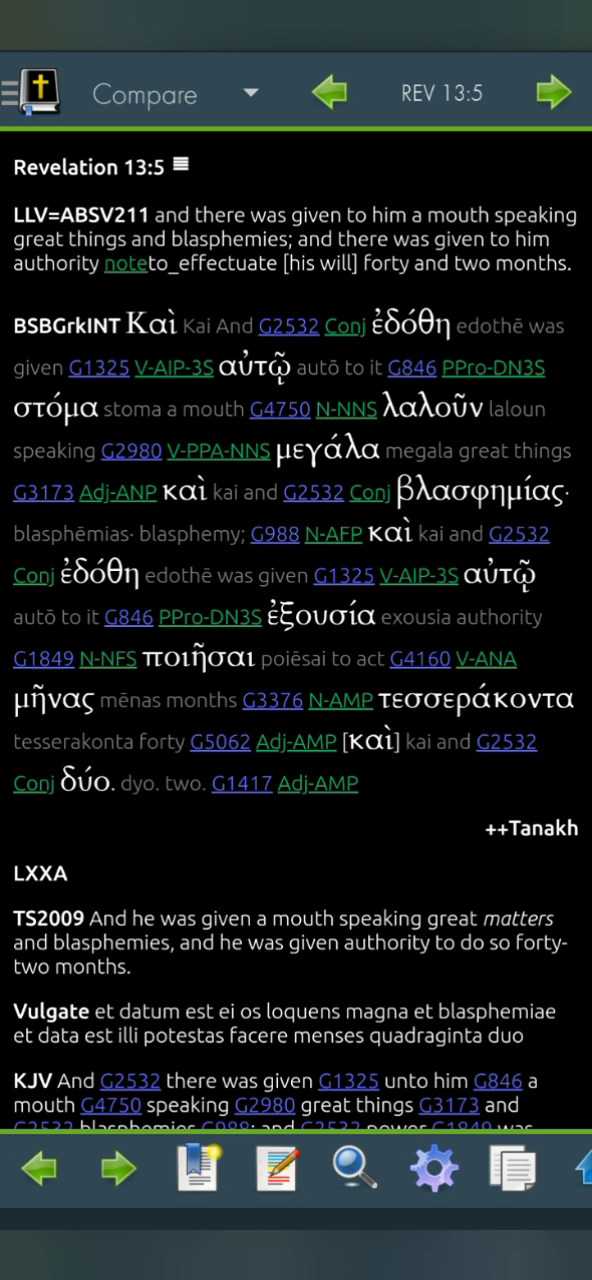 Compare
REV 13:5
Revelation 13:5
LLV=ABSV211 and there was given to him a mouth speaking
great things and blasphemies; and there was given to him
authority noteto_effectuate [his will] forty and two months.
BSBGrkINT Καὶ Kai And G2532 Conj ἐδόθη edothē was
given G1325 V-AIP-3S αὐτῷ autō to it G846 PPro-DN3S
στόμα stoma a mouth G4750 N-NNS λαλοῦν laloun
speaking G2980 V-PPA-NNS μεγάλα megala great things
G3173 Adj-ANP καὶ kai and G2532 Conj βλασφημίας·
blasphēmias· blasphemy; G988 N-AFP καὶ kai and G2532
Conj ἐδόθη edothē was given G1325 V-AIP-3S αὐτῷ
autō to it G846 PPro-DN3S ἐξουσία exousia authority
G1849 N-NFS ποιῆσαι poiēsai to act G4160 V-ANA
μῆνας mēnas months G3376 N-AMP τεσσεράκοντα
tesserakonta forty G5062 Adj-AMP [καὶ] kai and G2532
Conj δύο. dyo. two. G1417 Adj-AMP
++Tanakh
LXXA
TS2009 And he was given a mouth speaking great matters
and blasphemies, and he was given authority to do so forty-
two months.
Vulgate et datum est ei os loquens magna et blasphemiae
et data est illi potestas facere menses quadraginta duo
KJV And G2532 there was given G1325 unto him G846 a
mouth G4750 speaking G2980 great things G3173 and
G2532 blasphemies G988; and G2532 power G1849 was